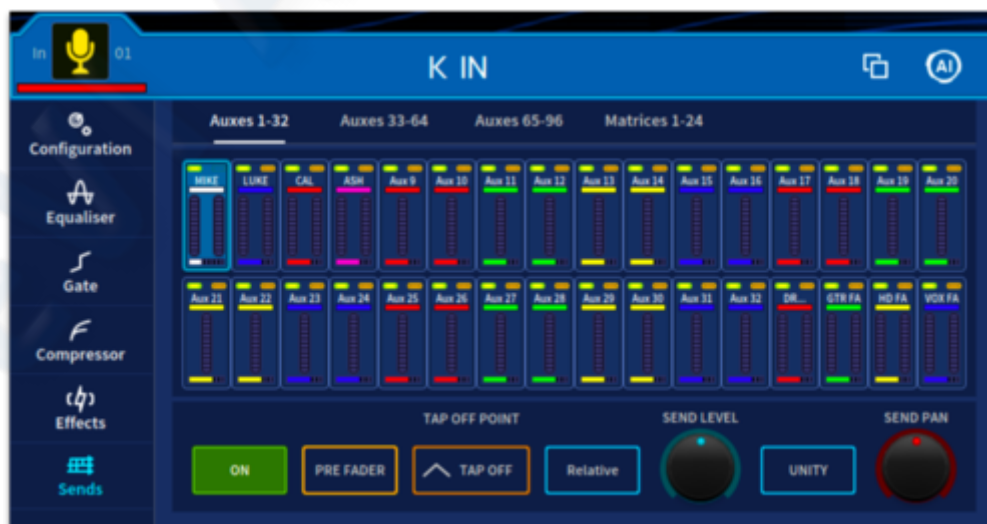 In 01
K IN
AI
Configuration
Equaliser
Gate
Compressor
Effects
Sends
Auxes 1-32 Auxes 33-64 Auxes 65-96 Matrices 1-24
MIKE LUKE CAL ASH Aux 9 Aux 10 Aux 11 Aux 12 Aux 13 Aux 14 Aux 15 Aux 16 Aux 17 Aux 18 Aux 19 Aux 20
Aux 21 Aux 22 Aux 23 Aux 24 Aux 25 Aux 26 Aux 27 Aux 28 Aux 29 Aux 30 Aux 31 Aux 32 DR... GTR FA HD FA VOX FA
TAP OFF POINT SEND LEVEL SEND PAN
ON PRE FADER TAP OFF Relative UNITY